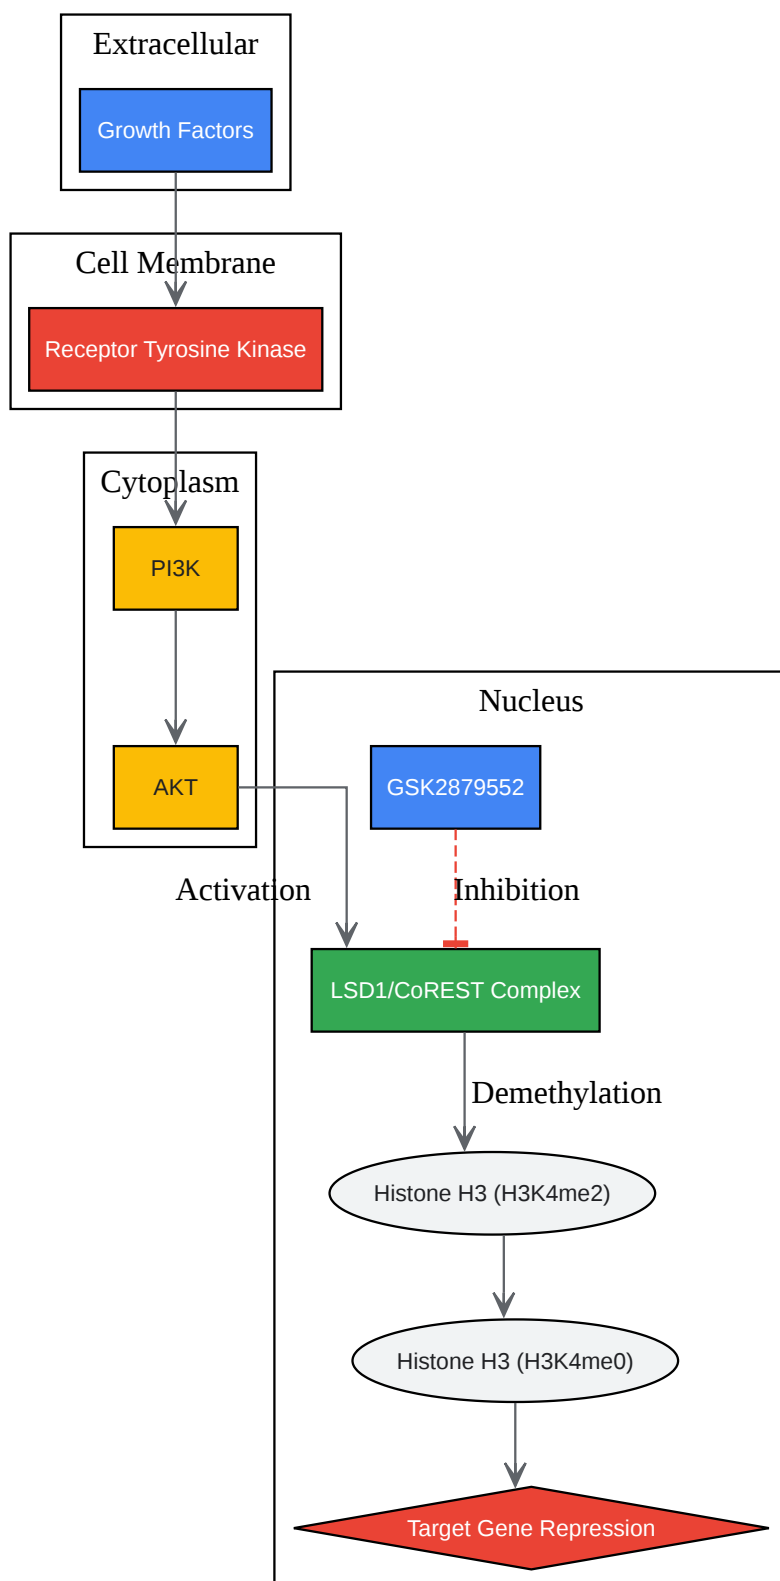 Extracellular
Growth Factors
Cell Membrane
Receptor Tyrosine Kinase
Cytoplasm
PI3K
Nucleus
AKT
GSK2879552
Activation
Inhibition
LSD1/CoREST Complex
Demethylation
Histone H3 (H3K4me2)
Histone H3 (H3K4me0)
Target Gene Repression